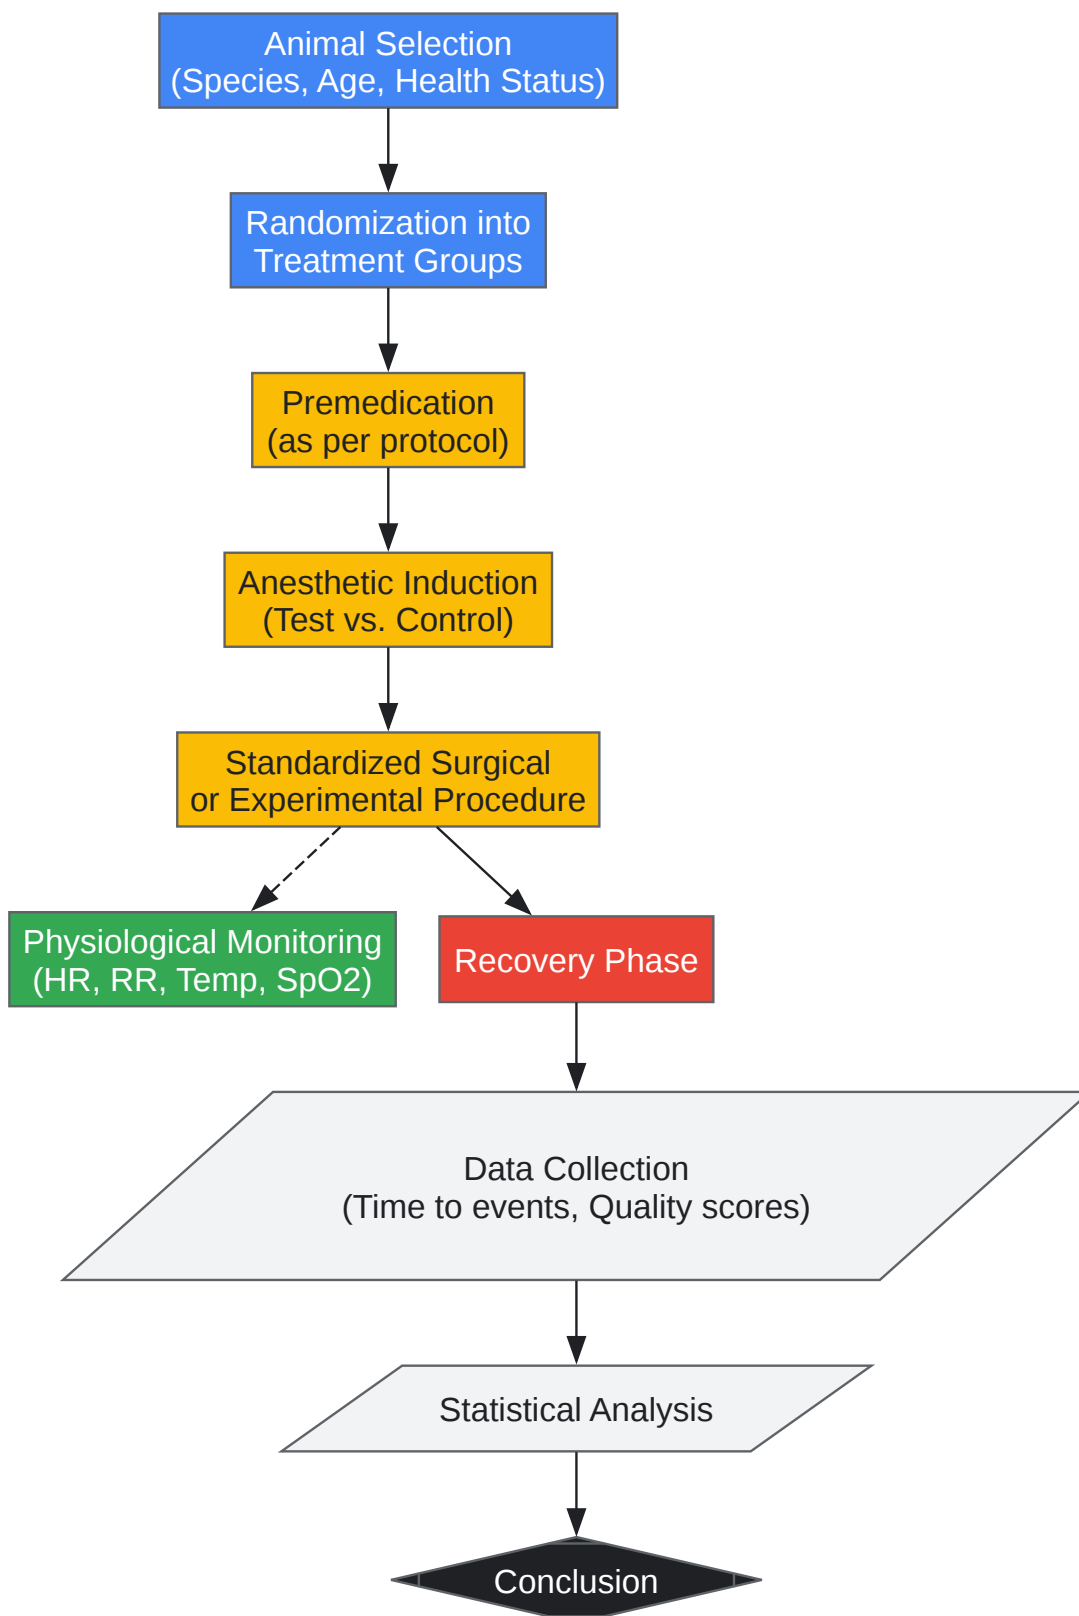 Animal Selection
(Species, Age, Health Status)
Randomization into
Treatment Groups
Premedication
(as per protocol)
Anesthetic Induction
(Test vs. Control)
Standardized Surgical
or Experimental Procedure
Physiological Monitoring
(HR, RR, Temp, SpO2)
Recovery Phase
Data Collection
(Time to events, Quality scores)
Statistical Analysis
Conclusion